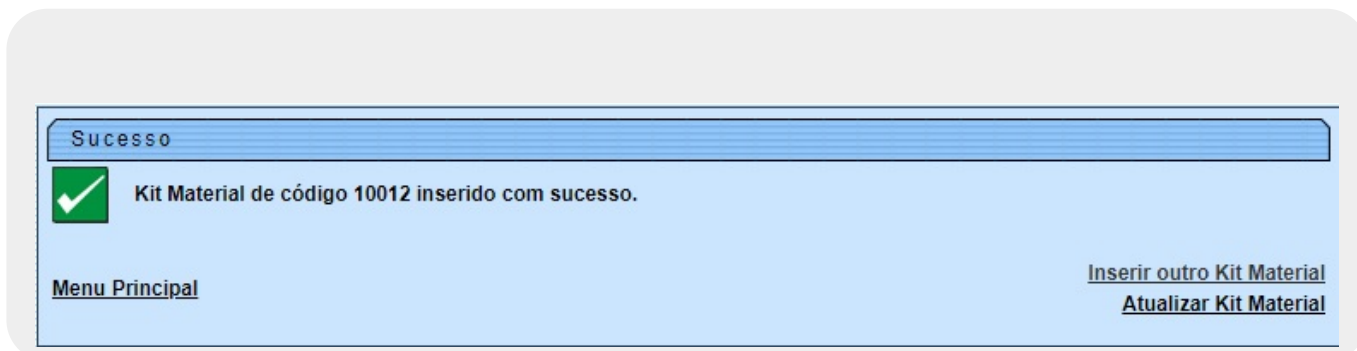 Sucesso
Kit Material de código 10012 inserido com sucesso.
Menu Principal
Inserir outro Kit Material
Atualizar Kit Material